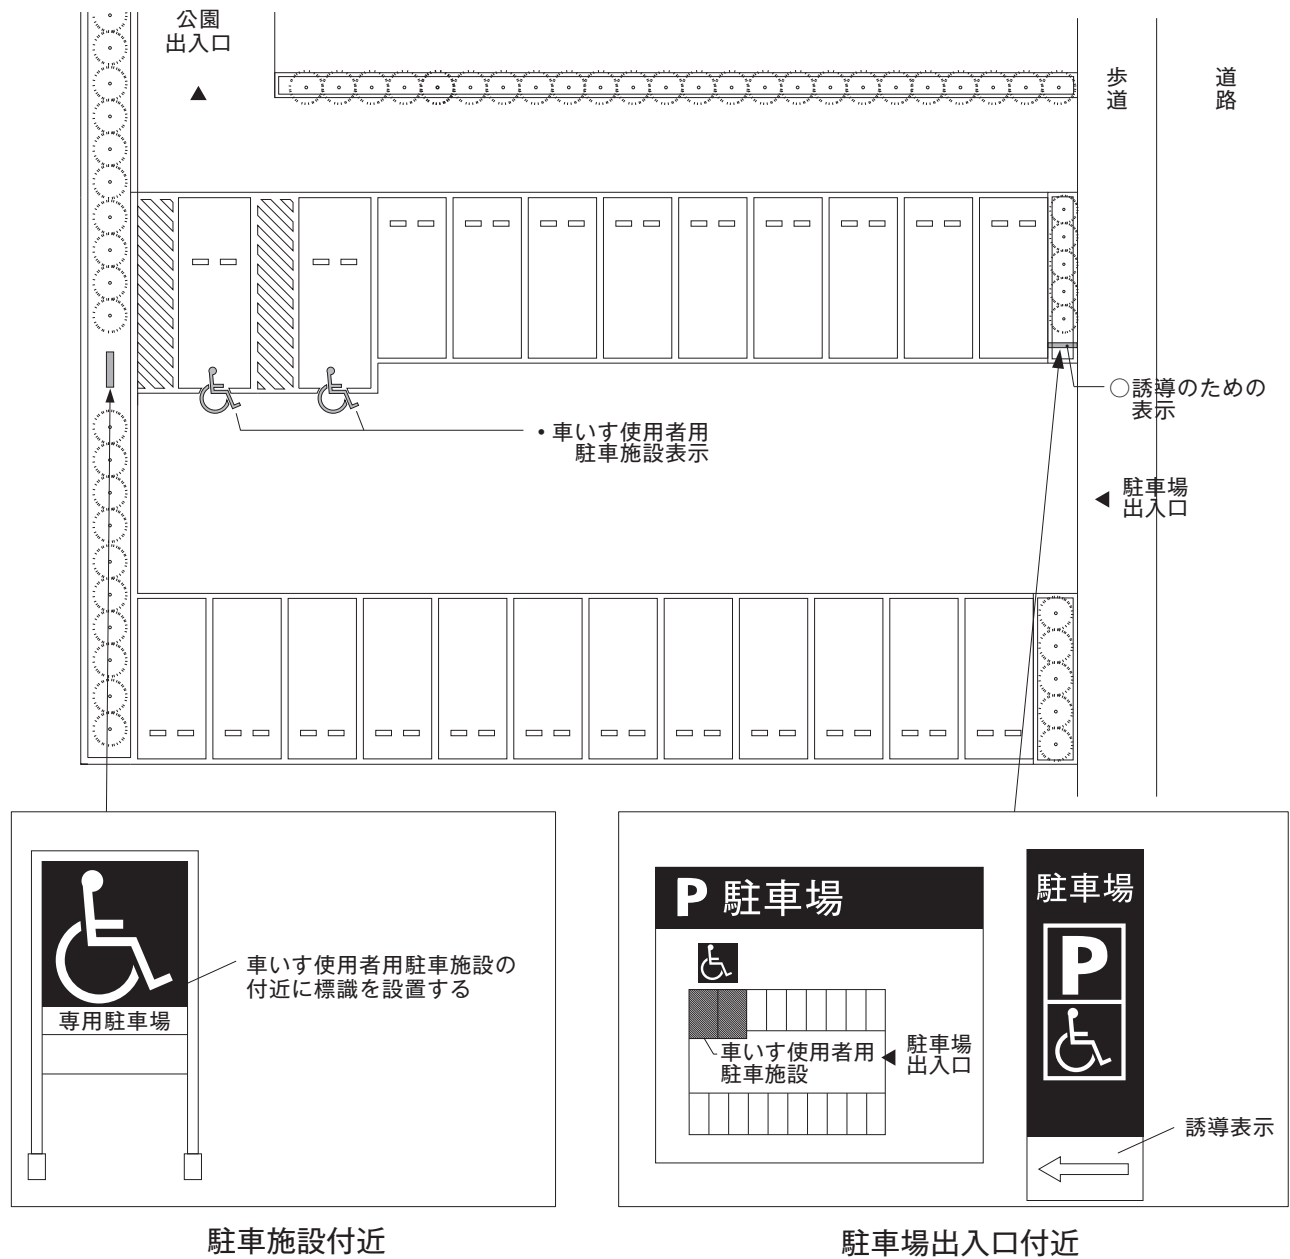 公園
出入口
歩道
道路
○誘導のための
表示
・車いす使用者用
駐車施設表示
駐車場
出入口
専用駐車場
車いす使用者用駐車施設の
付近に標識を設置する
駐車施設付近
P 駐車場
車いす使用者用
駐車施設
駐車場
出入口
駐車場
P
誘導表示
駐車場出入口付近